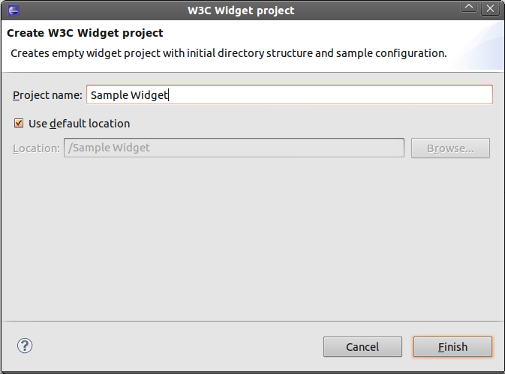 W3C Widget project
Create W3C Widget project
Creates empty widget project with initial directory structure and sample configuration.
Project name: Sample Widget
Use default location
Location: /Sample Widget Browse...
? Cancel Finish